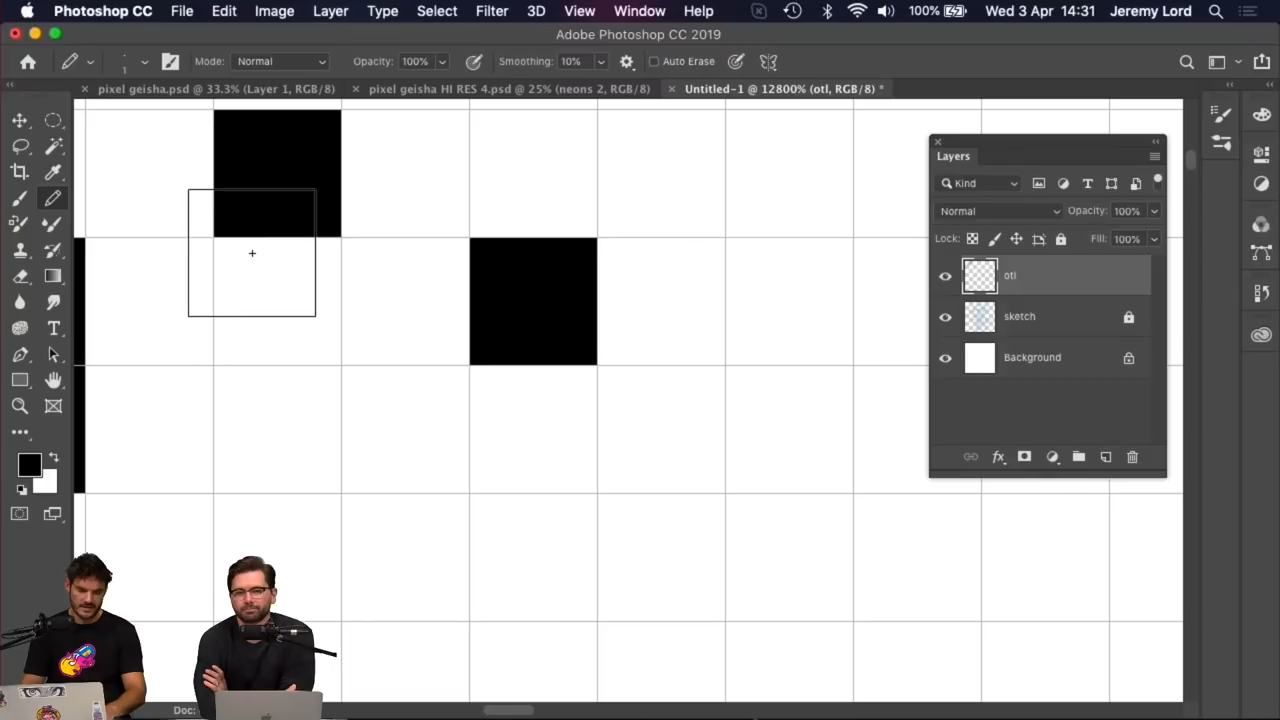 Photoshop CC File Edit Image Layer Type Select Filter 3D View Window Help 100% Wed 3 Apr 14:31 Jeremy Lord
Adobe Photoshop CC 2019
1 Mode: Normal Opacity: 100% Smoothing: 10% Auto Erase
pixel geisha.psd @ 33.3% (Layer 1, RGB/8) pixel geisha HI RES 4.psd @ 25% (neons 2, RGB/8) Untitled-1 @ 12800% (otl, RGB/8) *
Layers
Kind
Normal Opacity: 100%
Lock: Fill: 100%
otl
sketch
Background
fx
Doc: